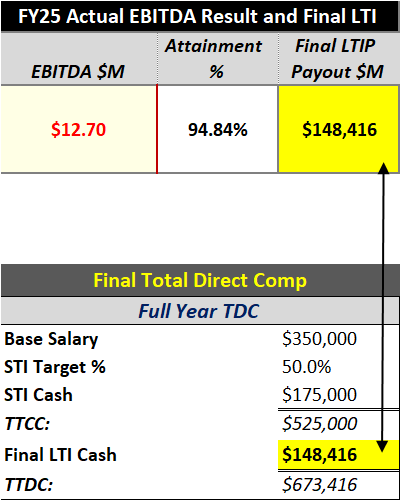 FY25 Actual EBITDA Result and Final LTI
EBITDA $M Attainment % Final LTIP Payout $M
$12.70 94.84% $148,416
Final Total Direct Comp
Full Year TDC
Base Salary $350,000
STI Target % 50.0%
STI Cash $175,000
TTCC: $525,000
Final LTI Cash $148,416
TTDC: $673,416